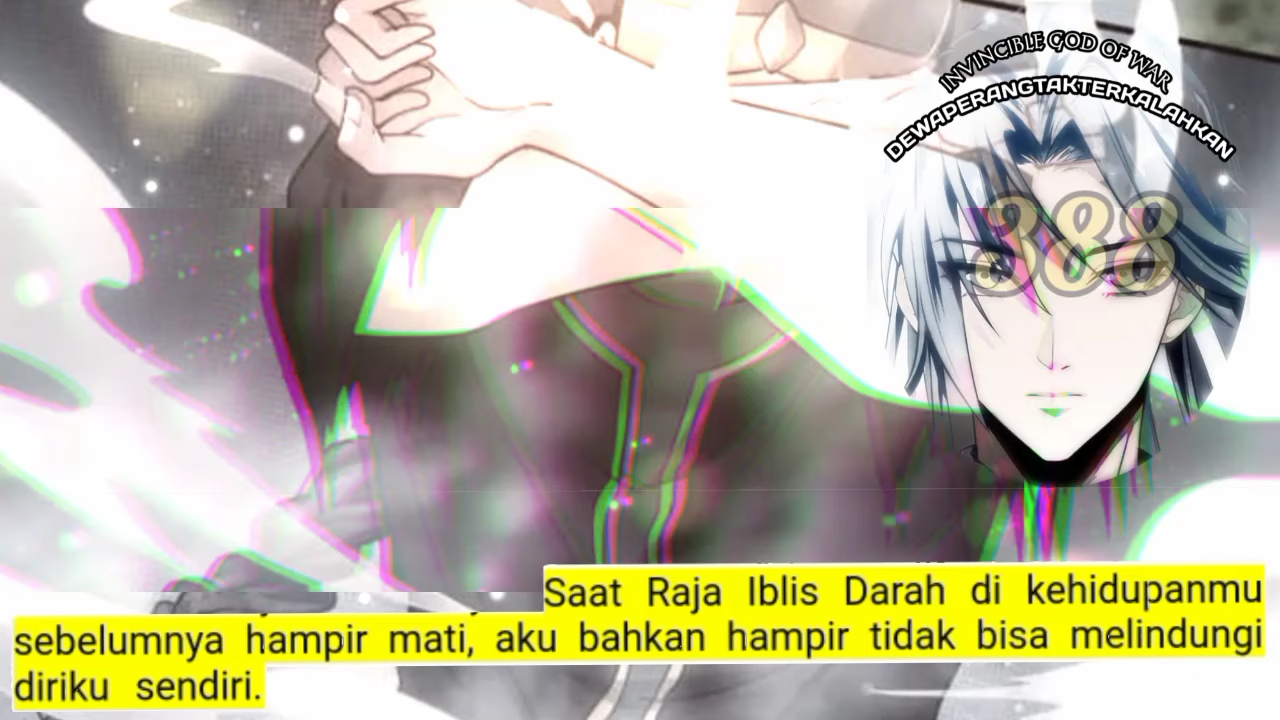 INVINCIBLE GOD OF WAR
DEWAPERANGTAKTERKALAHKAN
388
Saat Raja Iblis Darah di kehidupanmu
sebelumnya hampir mati, aku bahkan hampir tidak bisa melindungi
diriku sendiri.